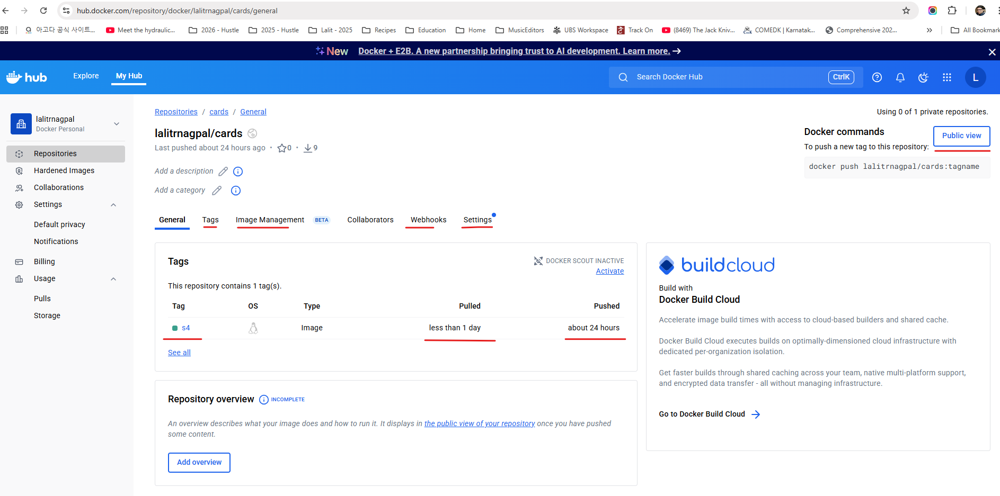 hub.docker.com/repository/docker/lalitrnagpal/cards/general
아고다 공식 사이트... Meet the hydraulic... 2026 - Hustle 2025 - Hustle Lalit - 2025 Recipes Education Home MusicEditors UBS Workspace Track On (8469) The Jack Kniv... COMEDK | Karnatak... Comprehensive 202... » All Bookmark
New Docker + E2B. A new partnership bringing trust to AI development. Learn more. →
hub Explore My Hub Search Docker Hub CtrlK L
lalitrnagpal
Docker Personal
Repositories
Hardened Images
Collaborations
Settings
Default privacy
Notifications
Billing
Usage
Pulls
Storage
Repositories / cards / General
Using 0 of 1 private repositories.
lalitrnagpal/cards
Last pushed about 24 hours ago · 0 · 9
Add a description
Add a category
Docker commands
Public view
To push a new tag to this repository:
docker push lalitrnagpal/cards:tagname
General Tags Image Management BETA Collaborators Webhooks Settings
Tags
DOCKER SCOUT INACTIVE
Activate
This repository contains 1 tag(s).
Tag OS Type Pulled Pushed
s4 Image less than 1 day about 24 hours
See all
Repository overview INCOMPLETE
An overview describes what your image does and how to run it. It displays in the public view of your repository once you have pushed
some content.
Add overview
buildcloud
Build with
Docker Build Cloud
Accelerate image build times with access to cloud-based builders and shared cache.
Docker Build Cloud executes builds on optimally-dimensioned cloud infrastructure with
dedicated per-organization isolation.
Get faster builds through shared caching across your team, native multi-platform support,
and encrypted data transfer - all without managing infrastructure.
Go to Docker Build Cloud →